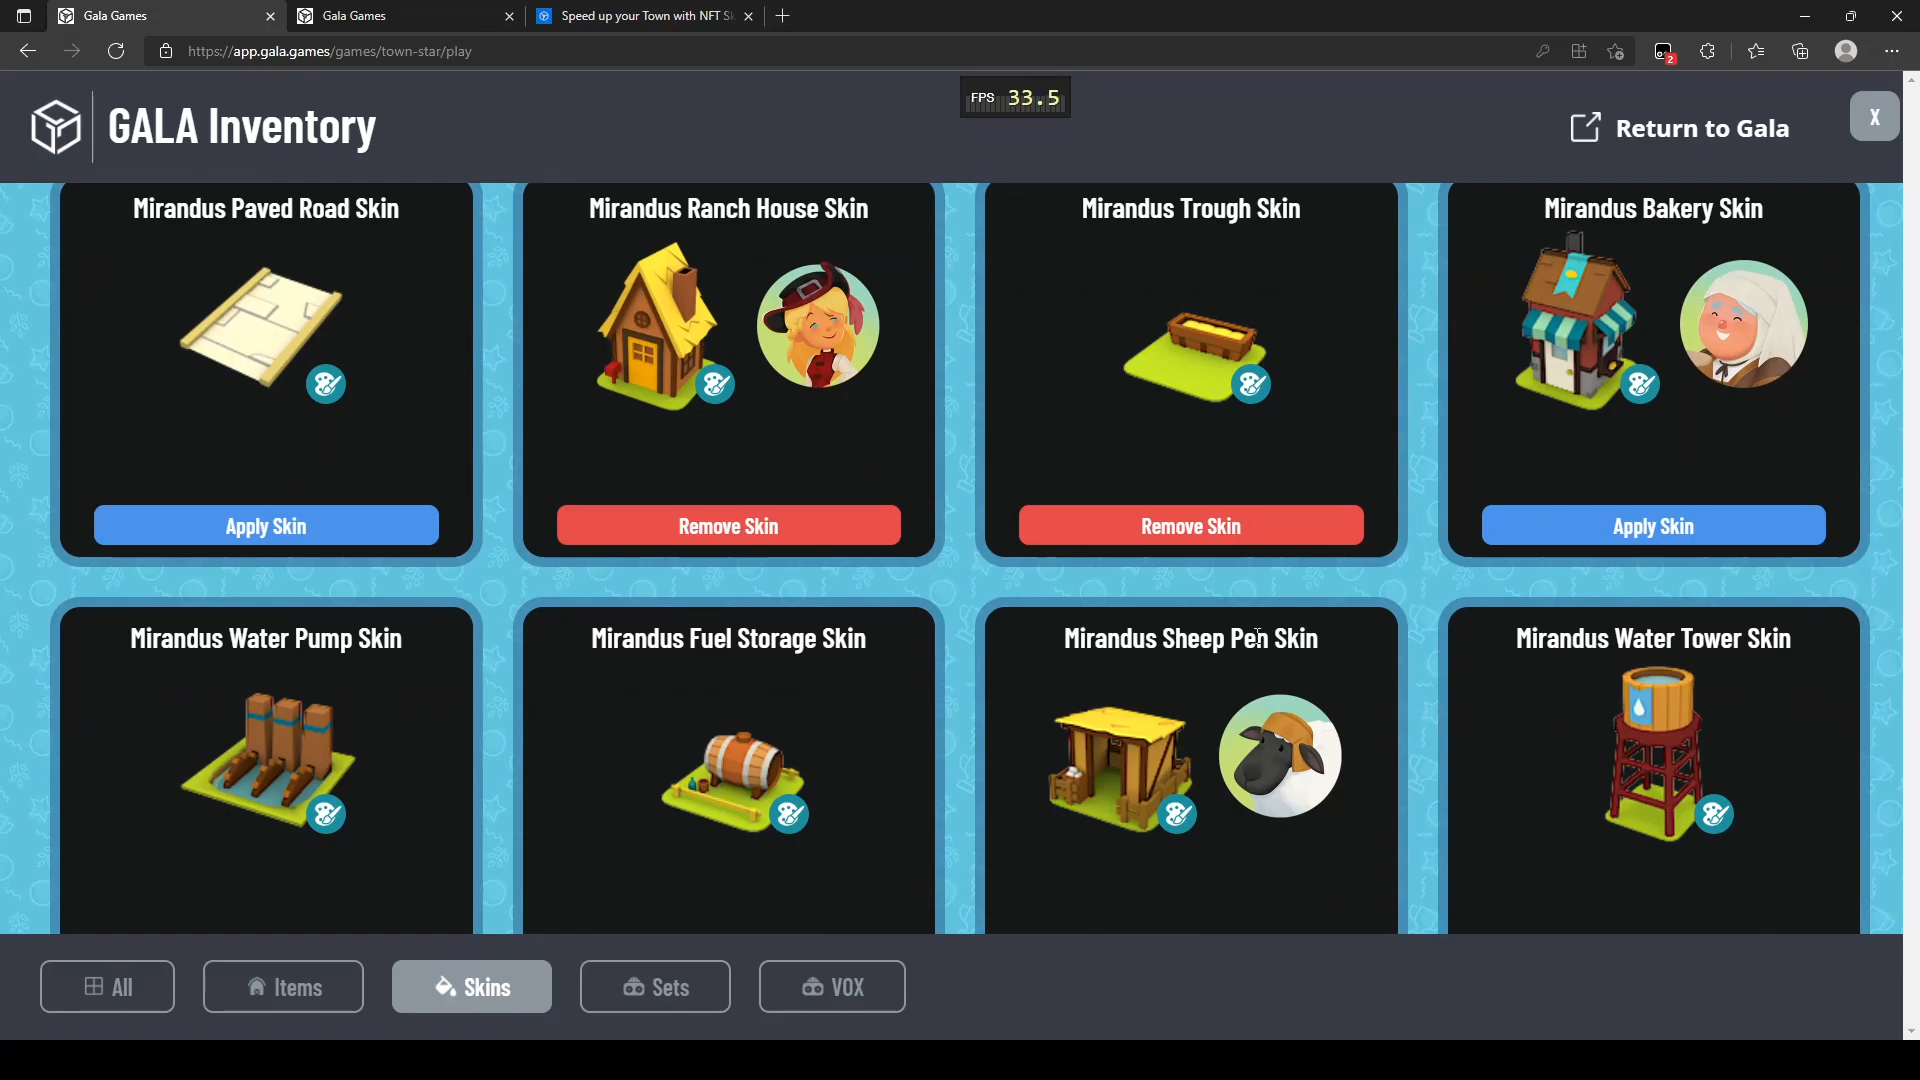 Gala Games
Gala Games
Speed up your Town with NFT Sk
https://app.gala.games/games/town-star/play
2
FPS 33.5
GALA Inventory
Return to Gala
X
Mirandus Paved Road Skin
Mirandus Ranch House Skin
Mirandus Trough Skin
Mirandus Bakery Skin
Apply Skin
Remove Skin
Remove Skin
Apply Skin
Mirandus Water Pump Skin
Mirandus Fuel Storage Skin
Mirandus Sheep Pen Skin
Mirandus Water Tower Skin
All
Items
Skins
Sets
VOX